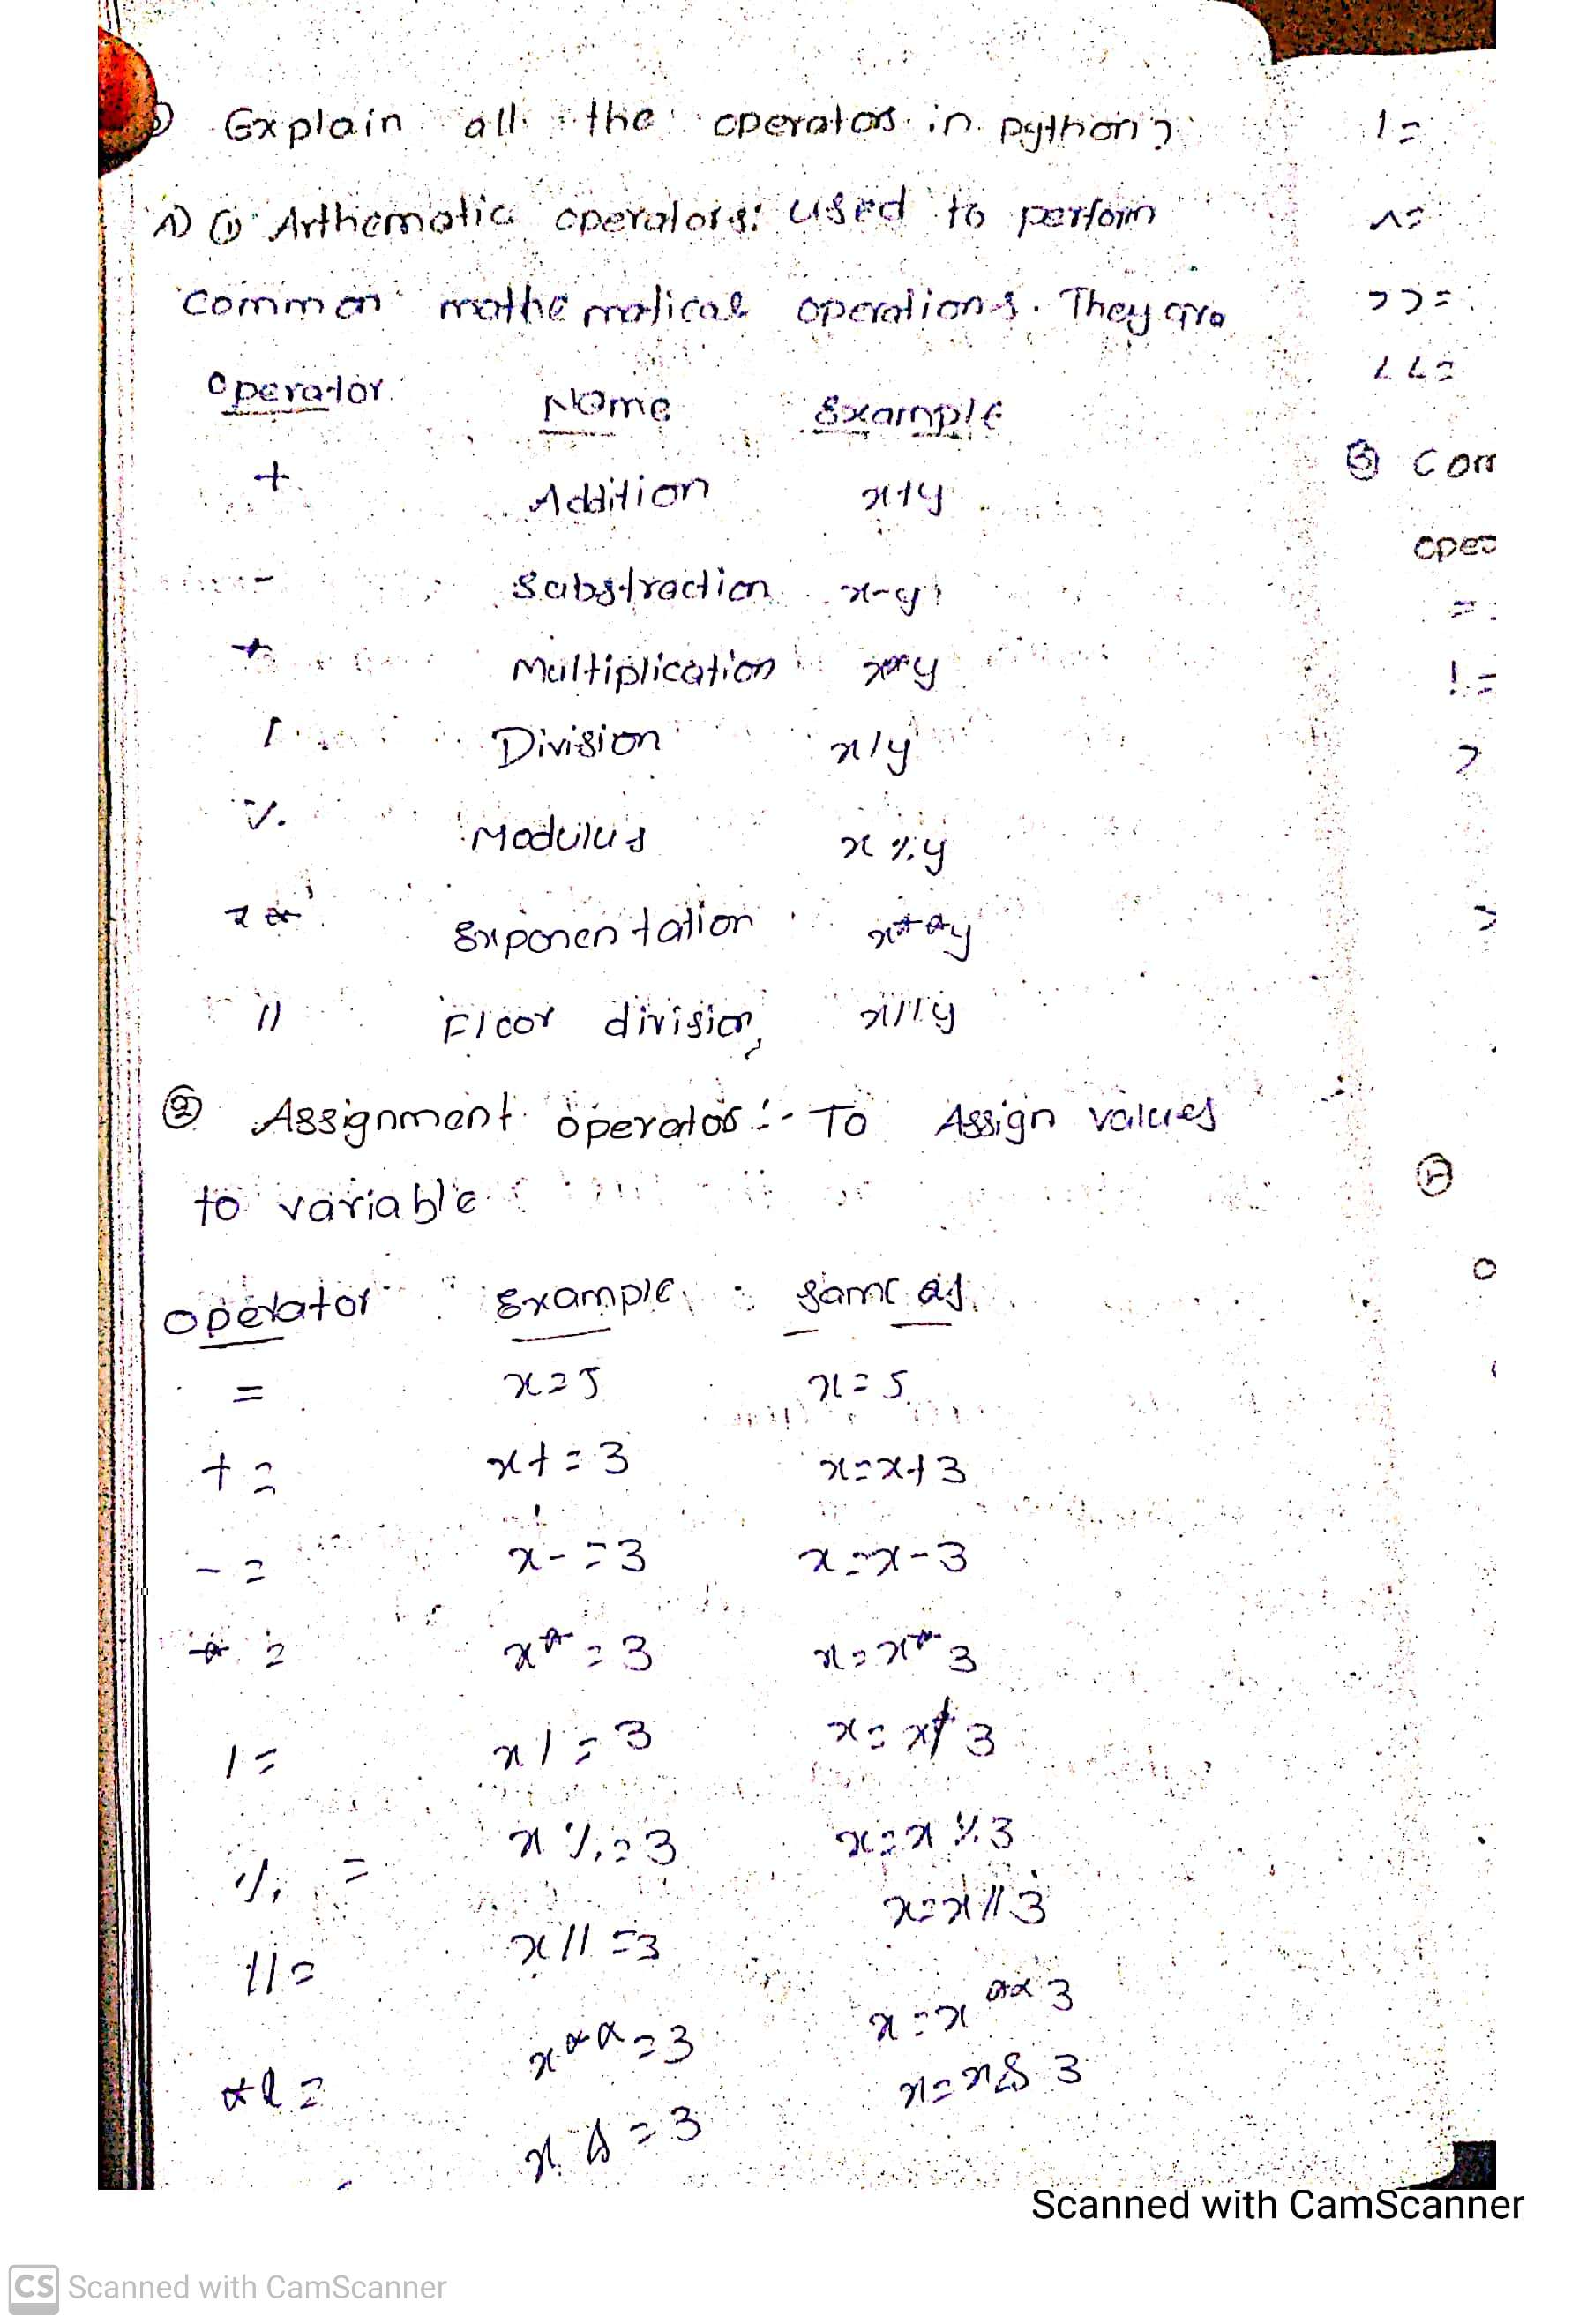 Explain all the operators in python?
A) ① Arthematic operators: used to perform
common mathematical operations. They are
operator Name Example
+ Addition x+y
- Substraction x-y
* Multiplication x*y
/ Division x/y
% Modulus x%y
** Exponentation x**y
// Floor division x//y
② Assignment operators :- To Assign values
to variable
operator Example same as
= x=5 x=5
+= x+=3 x=x+3
-= x-=3 x=x-3
*= x*=3 x=x*3
/= x/=3 x=x/3
%= x%=3 x=x%3
//= x//=3 x=x//3
**= x**=3 x=x**3
x&=3 x=x&3
|=
^=
>>=
<<=
③ Com
oper
!=
>
④
Scanned with CamScanner
CS Scanned with CamScanner